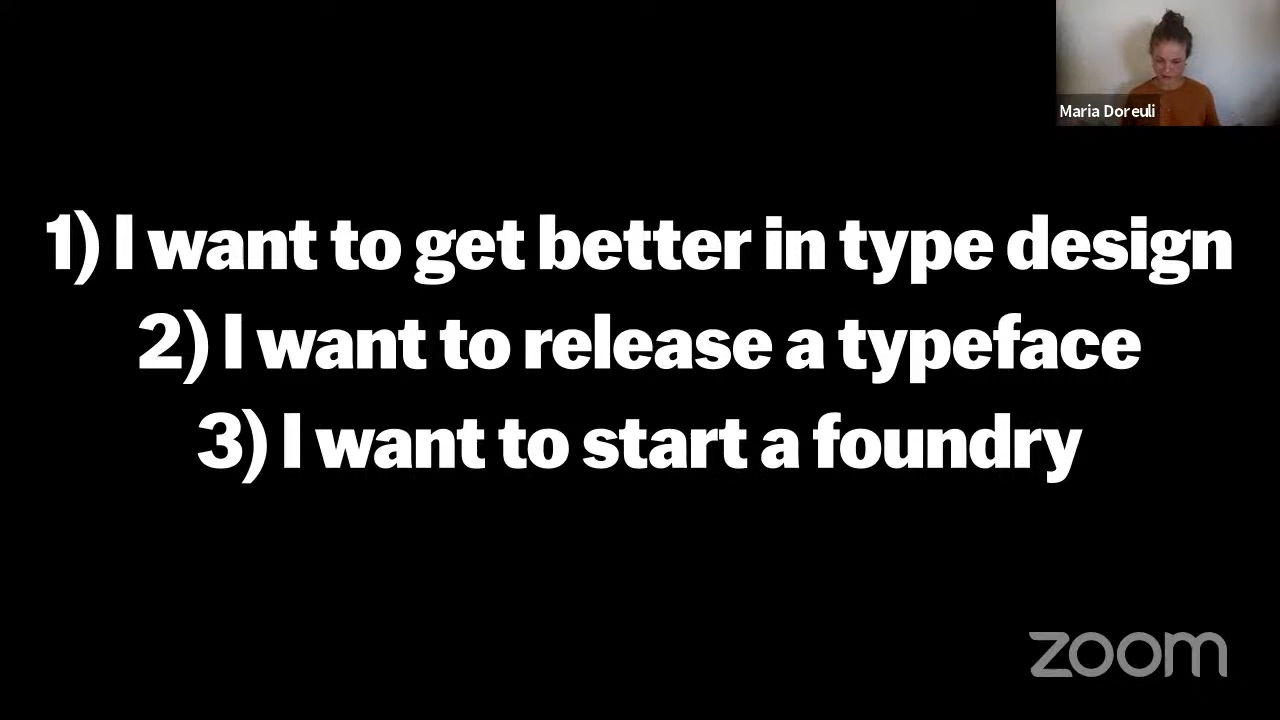 Maria Doreuli
1) I want to get better in type design
2) I want to release a typeface
3) I want to start a foundry
zoom